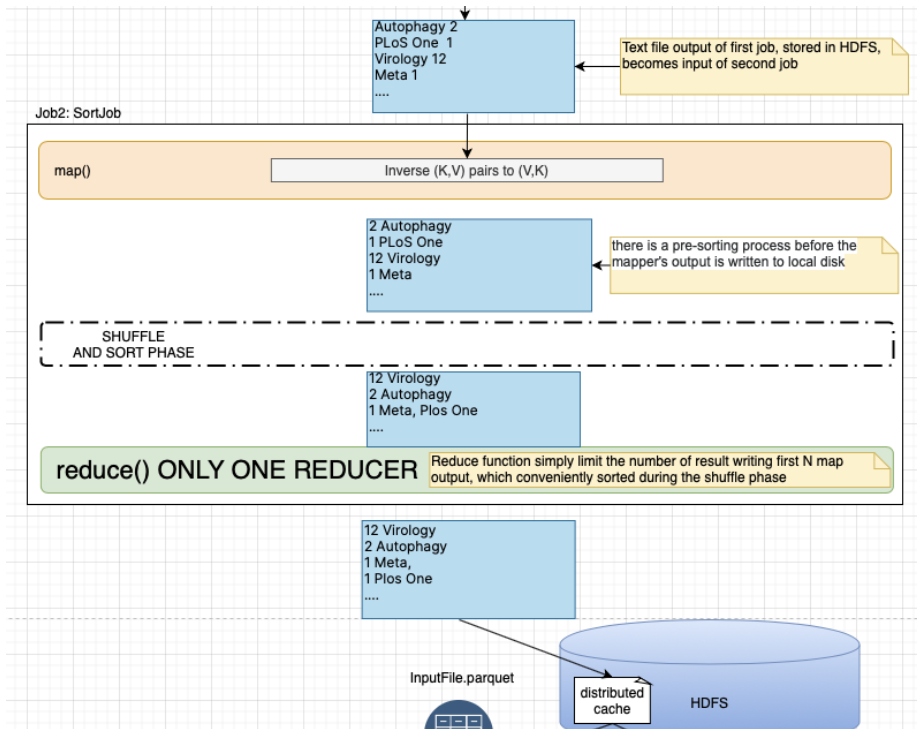 Autophagy 2
PLoS One 1
Virology 12
Meta 1
....
Text file output of first job, stored in HDFS,
becomes input of second job
Job2: SortJob
map()
Inverse (K,V) pairs to (V,K)
2 Autophagy
1 PLoS One
12 Virology
1 Meta
....
there is a pre-sorting process before the
mapper's output is written to local disk
SHUFFLE
AND SORT PHASE
12 Virology
2 Autophagy
1 Meta, Plos One
....
reduce() ONLY ONE REDUCER
Reduce function simply limit the number of result writing first N map
output, which conveniently sorted during the shuffle phase
12 Virology
2 Autophagy
1 Meta,
1 Plos One
....
InputFile.parquet
distributed
cache
HDFS